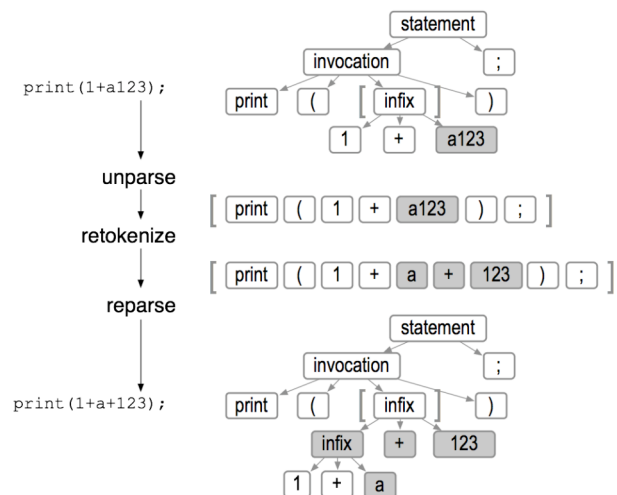 statement
invocation ;
print(1+a123);
print ( [ infix ] )
1 + a123
unparse
[ print ( 1 + a123 ) ; ]
retokenize
[ print ( 1 + a + 123 ) ; ]
reparse
statement
invocation ;
print(1+a+123);
print ( [ infix ] )
infix + 123
1 + a